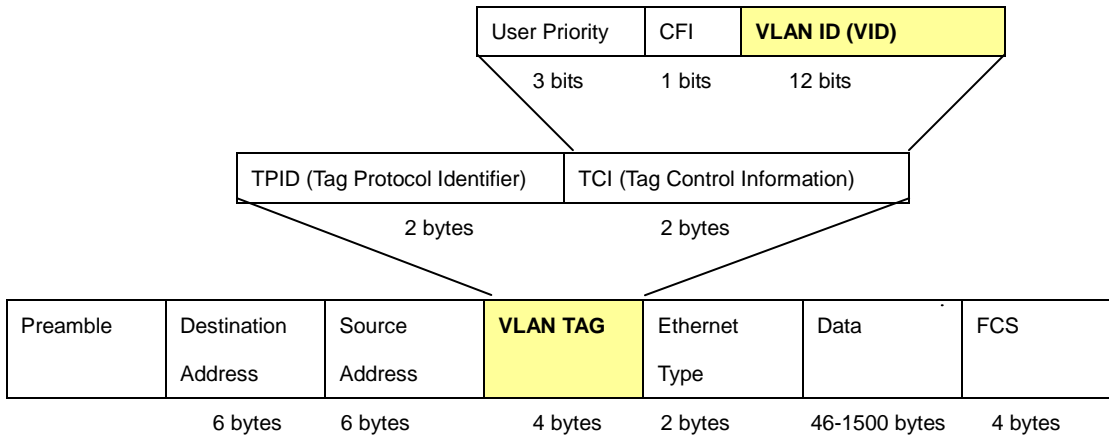 User Priority CFI VLAN ID (VID)
3 bits 1 bits 12 bits
TPID (Tag Protocol Identifier) TCI (Tag Control Information)
2 bytes 2 bytes
Preamble Destination Source VLAN TAG Ethernet Data FCS
Address Address Type
6 bytes 6 bytes 4 bytes 2 bytes 46-1500 bytes 4 bytes